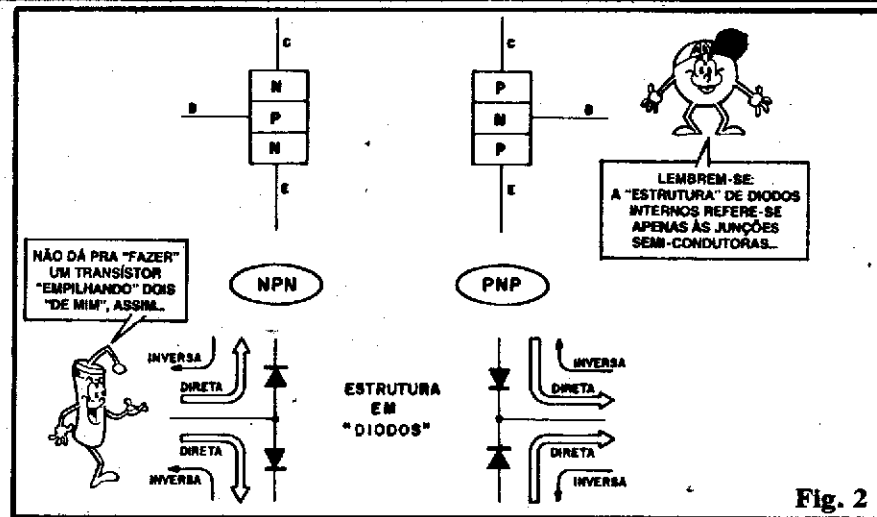 C
N
B
P
N
E
C
P
N
B
P
E
LEMBREM-SE:
A "ESTRUTURA" DE DIODOS
INTERNOS REFERE-SE
APENAS ÀS JUNÇÕES
SEMI-CONDUTORAS...
NÃO DÁ PRA "FAZER"
UM TRANSÍSTOR
"EMPILHANDO" DOIS
"DE MIM", ASSIM...
NPN
PNP
INVERSA
DIRETA
DIRETA
INVERSA
ESTRUTURA
EM
"DIODOS"
INVERSA
DIRETA
DIRETA
INVERSA
Fig. 2